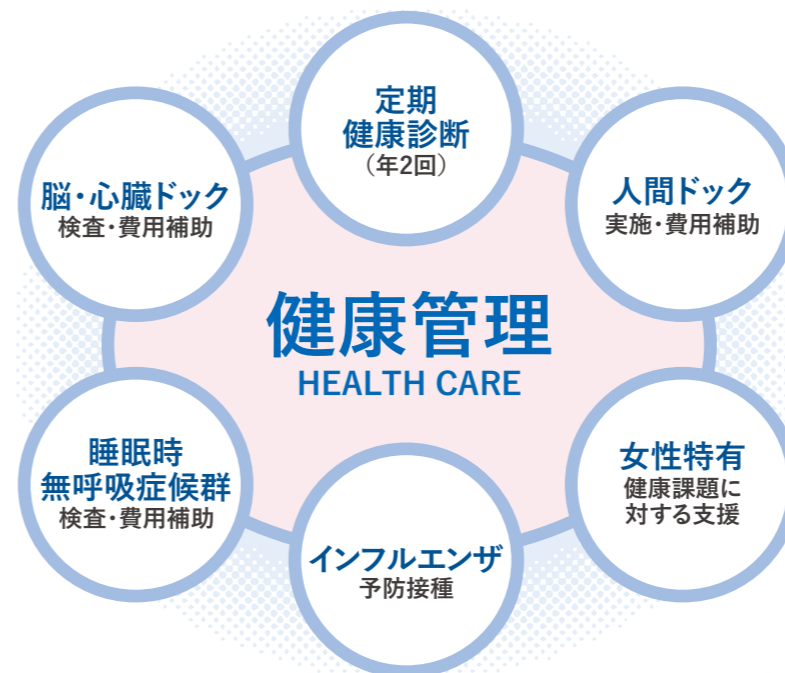 定期
健康診断
（年2回）
脳・心臓ドック
検査・費用補助
人間ドック
実施・費用補助
健康管理
HEALTH CARE
睡眠時
無呼吸症候群
検査・費用補助
女性特有
健康課題に
対する支援
インフルエンザ
予防接種